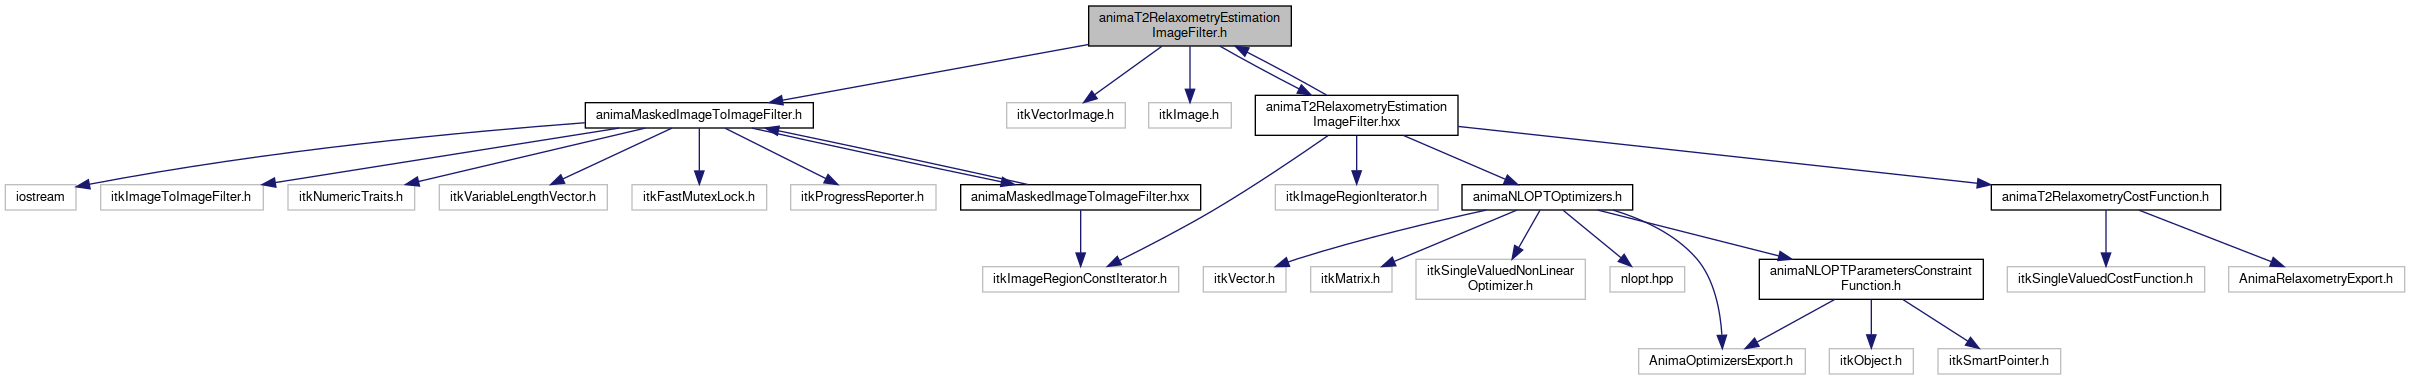 animaT2RelaxometryEstimation
ImageFilter.h
animaMaskedImageToImageFilter.h
itkVectorImage.h
itkImage.h
animaT2RelaxometryEstimation
ImageFilter.hxx
iostream
itkImageToImageFilter.h
itkNumericTraits.h
itkVariableLengthVector.h
itkFastMutexLock.h
itkProgressReporter.h
animaMaskedImageToImageFilter.hxx
itkImageRegionIterator.h
animaNLOPTOptimizers.h
animaT2RelaxometryCostFunction.h
itkImageRegionConstIterator.h
itkVector.h
itkMatrix.h
itkSingleValuedNonLinear
Optimizer.h
nlopt.hpp
animaNLOPTParametersConstraint
Function.h
itkSingleValuedCostFunction.h
AnimaRelaxometryExport.h
AnimaOptimizersExport.h
itkObject.h
itkSmartPointer.h